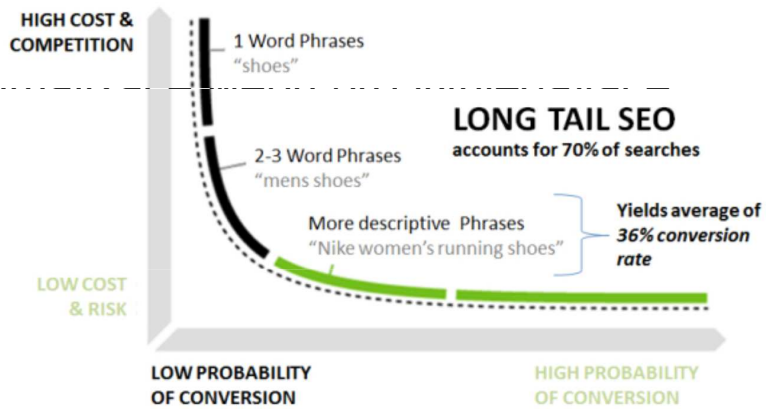 HIGH COST &
COMPETITION
1 Word Phrases
“shoes”
LONG TAIL SEO
accounts for 70% of searches
2-3 Word Phrases
“mens shoes”
More descriptive Phrases
“Nike women’s running shoes”
Yields average of
36% conversion
rate
LOW COST
& RISK
LOW PROBABILITY
OF CONVERSION
HIGH PROBABILITY
OF CONVERSION